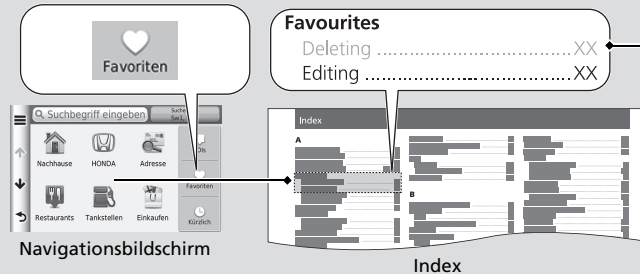 Favoriten
Favourites
Deleting ............................................XX
Editing ...............................................XX
Suchbegriff eingeben
Suche
Nachhause
HONDA
Adresse
Favoriten
Restaurants
Tankstellen
Einkaufen
Kürzlich
Index
A
B
Navigationsbildschirm
Index